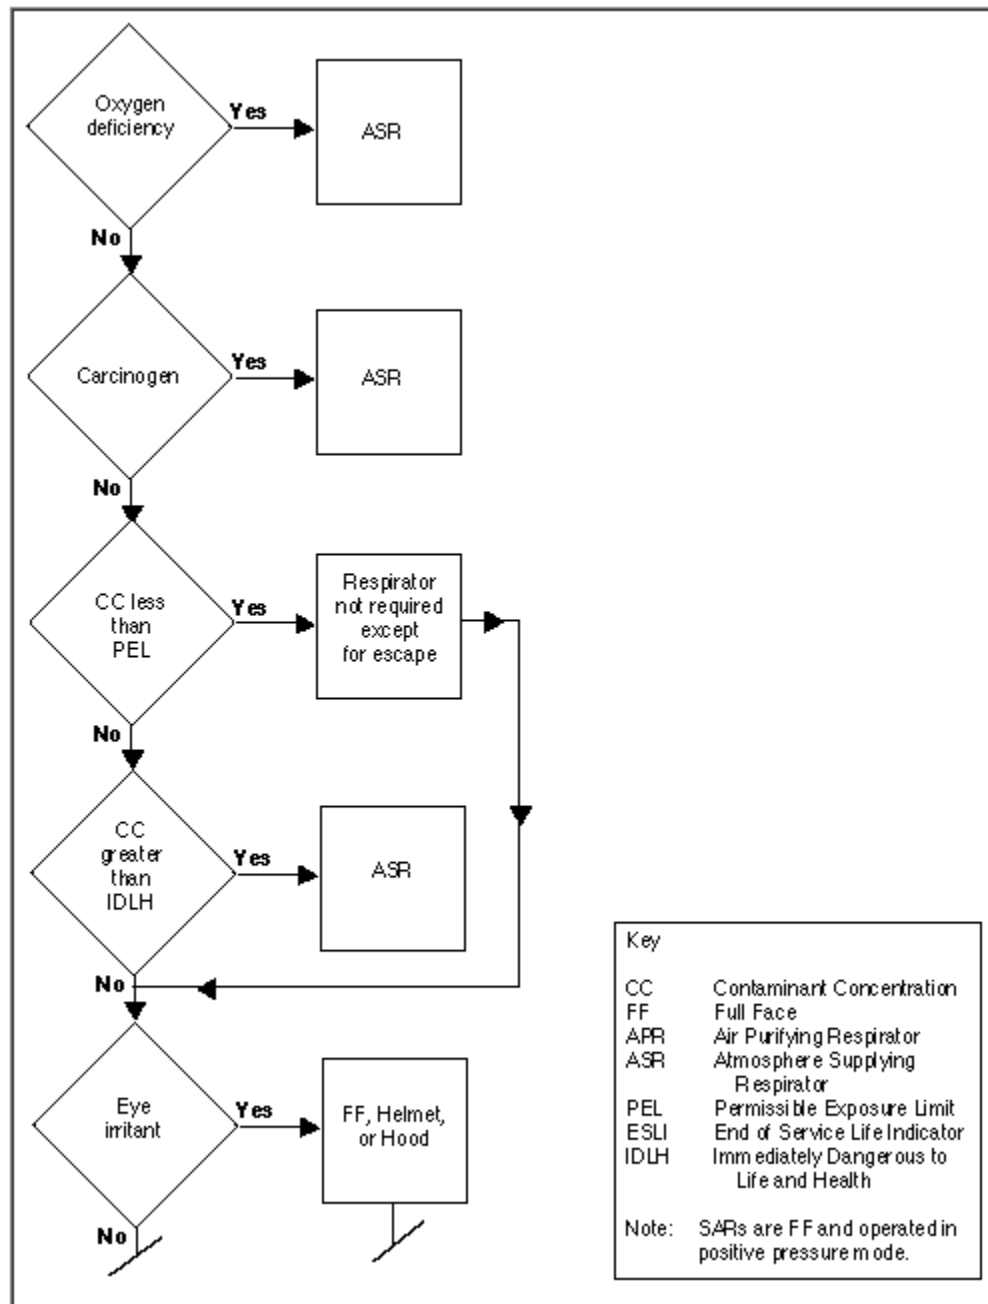 Oxygen
deficiency
Yes
ASR
No
Carcinogen
Yes
ASR
No
CC less
than
PEL
Yes
Respirator
not required
except
for escape
No
CC
greater
than
IDLH
Yes
ASR
No
Eye
irritant
Yes
FF, Helmet,
or Hood
No
Key
CC Contaminant Concentration
FF Full Face
APR Air Purifying Respirator
ASR Atmosphere Supplying
Respirator
PEL Permissible Exposure Limit
ESLI End of Service Life Indicator
IDLH Immediately Dangerous to
Life and Health
Note: SARs are FF and operated in
positive pressure mode.